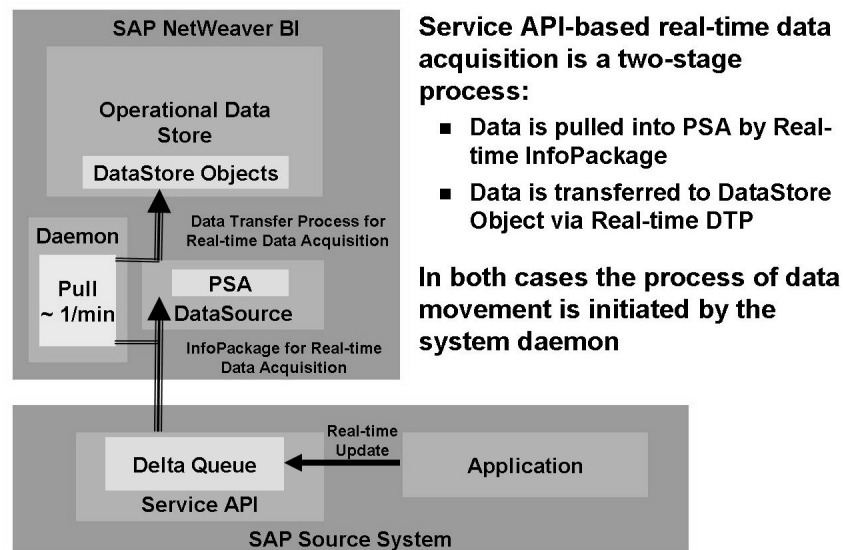 SAP NetWeaver BI
Operational Data
Store
DataStore Objects
Daemon
Pull
~ 1/min
Data Transfer Process for
Real-time Data Acquisition
PSA
DataSource
InfoPackage for Real-time
Data Acquisition
Delta Queue
Service API
Real-time
Update
Application
SAP Source System
Service API-based real-time data
acquisition is a two-stage
process:
■ Data is pulled into PSA by Real-
time InfoPackage
■ Data is transferred to DataStore
Object via Real-time DTP
In both cases the process of data
movement is initiated by the
system daemon